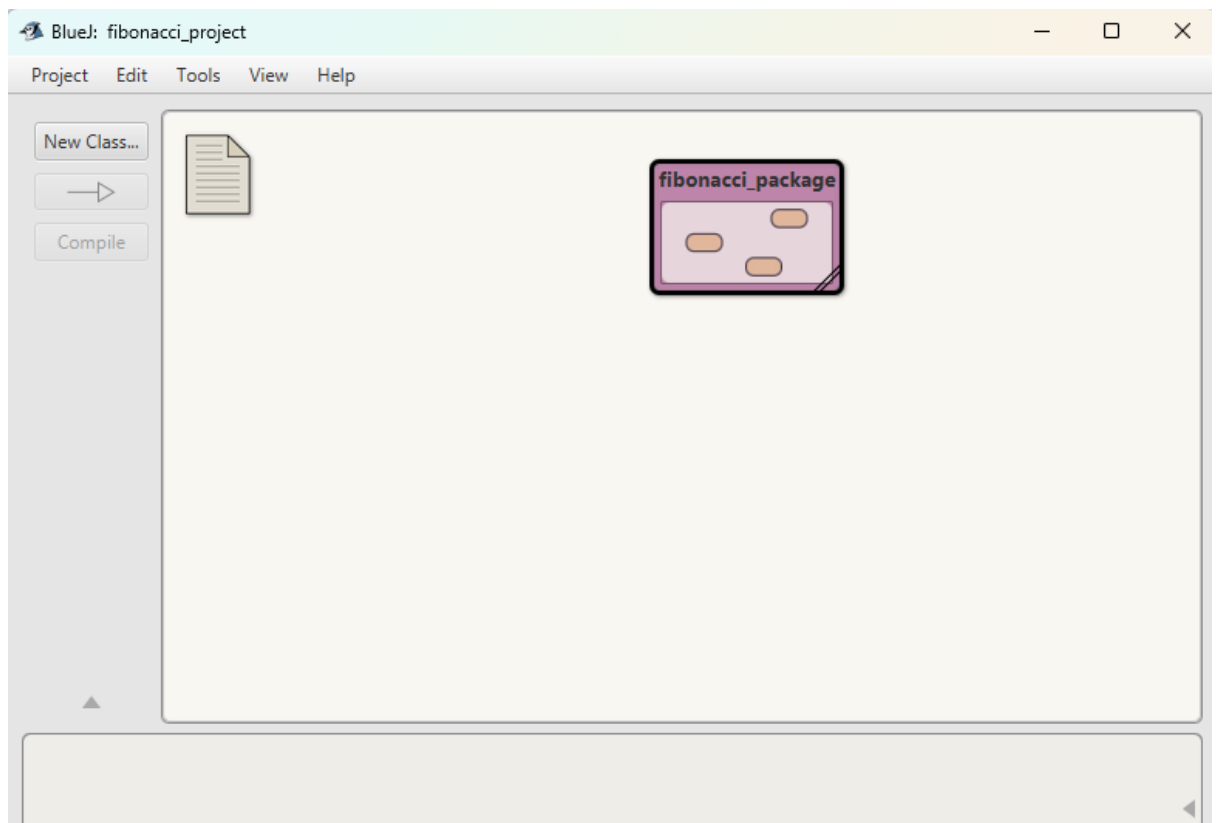 BlueJ: fibonacci_project
Project Edit Tools View Help
New Class...
fibonacci_package
Compile